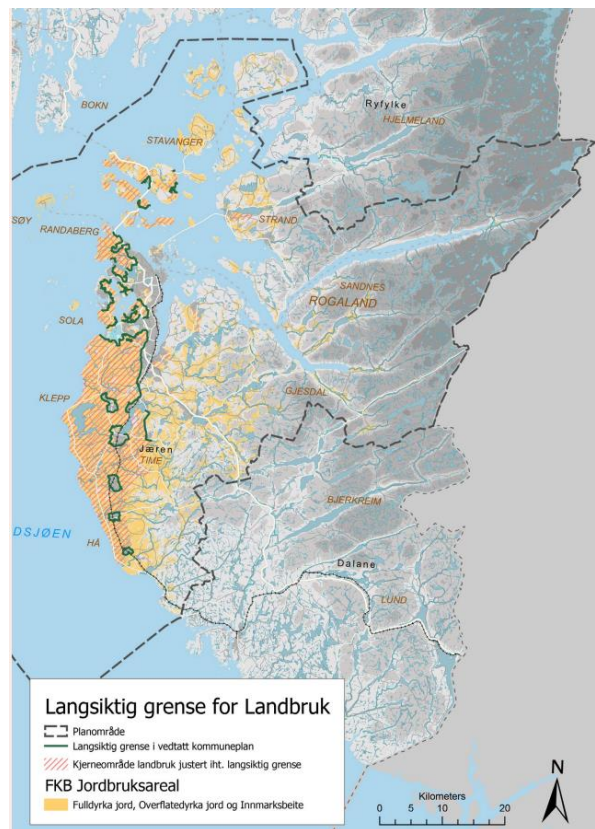 BOKN
Ryfylke
HJELMELAND
STAVANGER
STRAND
SØY
RANDABERG
SANDNES
ROGALAND
SOLA
GJESDAL
KLEPP
Jæren
TIME
BJERKREIM
DSJØEN
HÅ
Dalane
LUND
Langsiktig grense for Landbruk
Planområde
Langsiktig grense i vedtatt kommuneplan
Kjerneområde landbruk justert iht. langsiktig grense
FKB Jordbruksareal
Fulldyrka jord, Overflatedyrka jord og Innmarksbeite
Kilometers
0 5 10 20
N